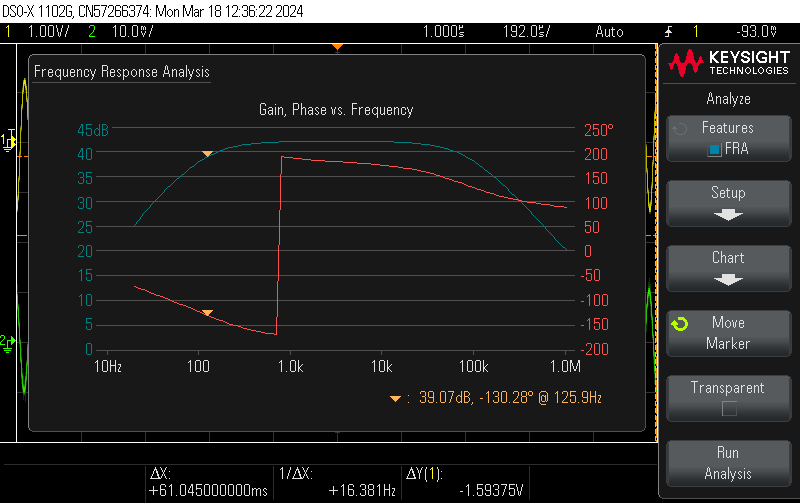 DSO-X 1102G, CN57266374: Mon Mar 18 12:36:22 2024
1 1.00V/ 2 10.0V/ 1.000s 192.0s/ Auto 1 -93.0V
Frequency Response Analysis
Gain, Phase vs. Frequency
45dB 250°
40 200
35 150
30 100
25 50
20 0
15 -50
10 -100
5 -150
0 -200
10Hz 100 1.0k 10k 100k 1.0M
: 39.07dB, -130.28° @ 125.9Hz
1
2
KEYSIGHT
TECHNOLOGIES
Analyze
Features
FRA
Setup
Chart
Move
Marker
Transparent
Run
Analysis
ΔX:
+61.045000000ms
1/ΔX:
+16.381Hz
ΔY(1):
-1.59375V